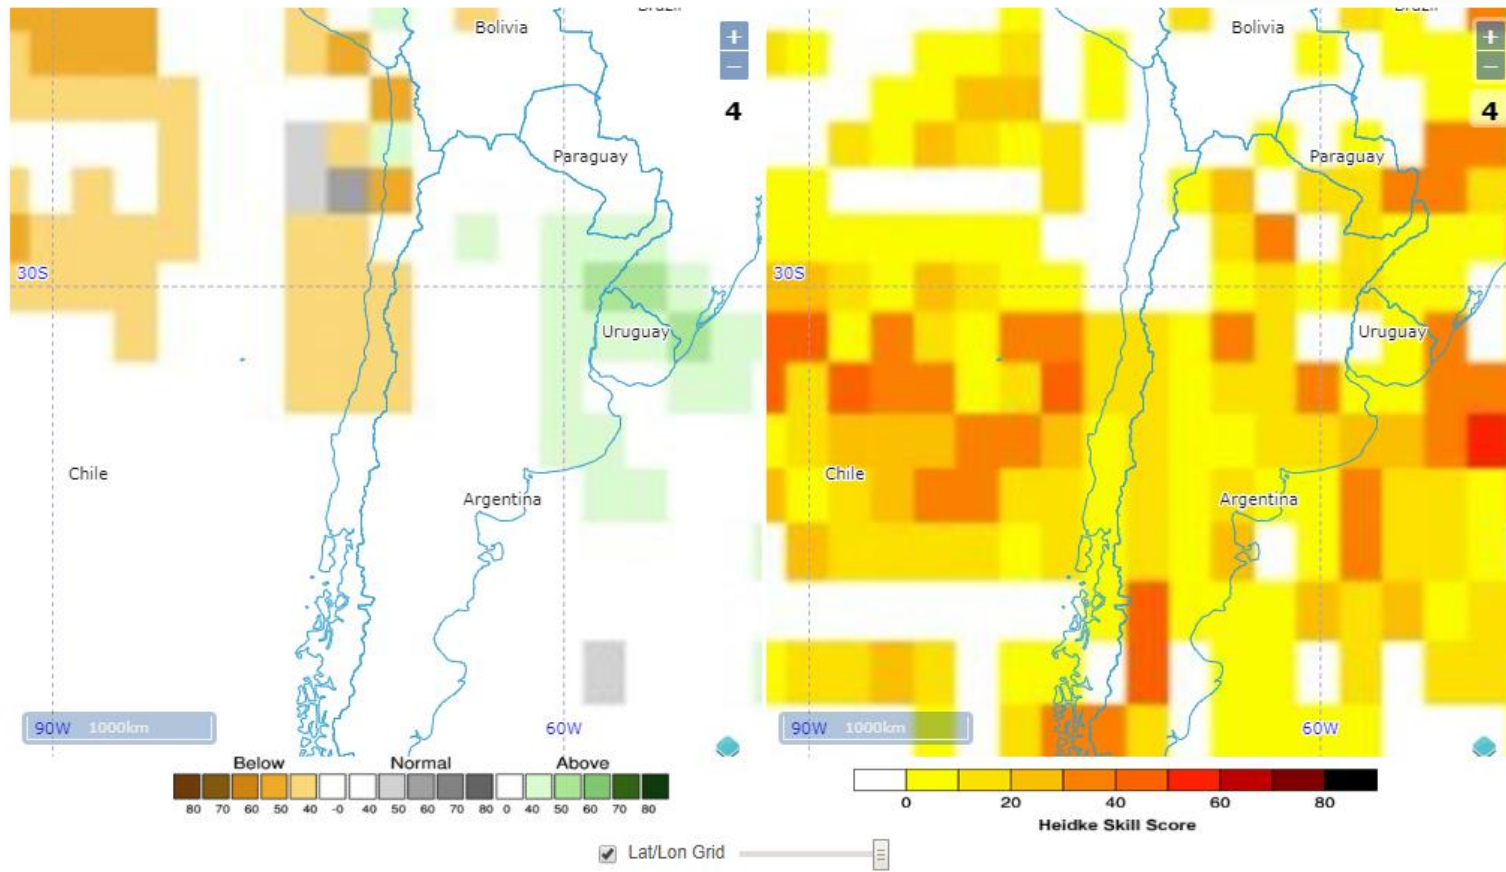 Brazil
Brazil
Bolivia
Bolivia
+
+
−
−
4
4
Paraguay
Paraguay
30S
30S
Uruguay
Uruguay
Chile
Chile
Argentina
Argentina
90W 1000km
60W
90W 1000km
60W
Below Normal Above
80 70 60 50 40 -0 40 50 60 70 80 0 40 50 60 70 80
0 20 40 60 80
Heidke Skill Score
Lat/Lon Grid